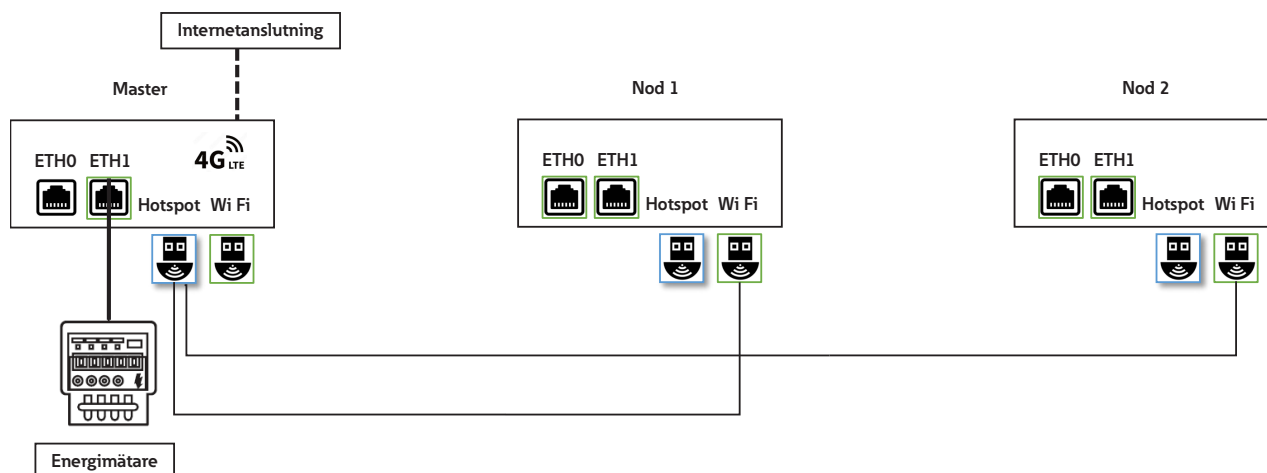 Internetanslutning
Master
Nod 1
Nod 2
ETH0 ETH1
4G LTE
Hotspot Wi Fi
ETH0 ETH1
Hotspot Wi Fi
ETH0 ETH1
Hotspot Wi Fi
Energimätare